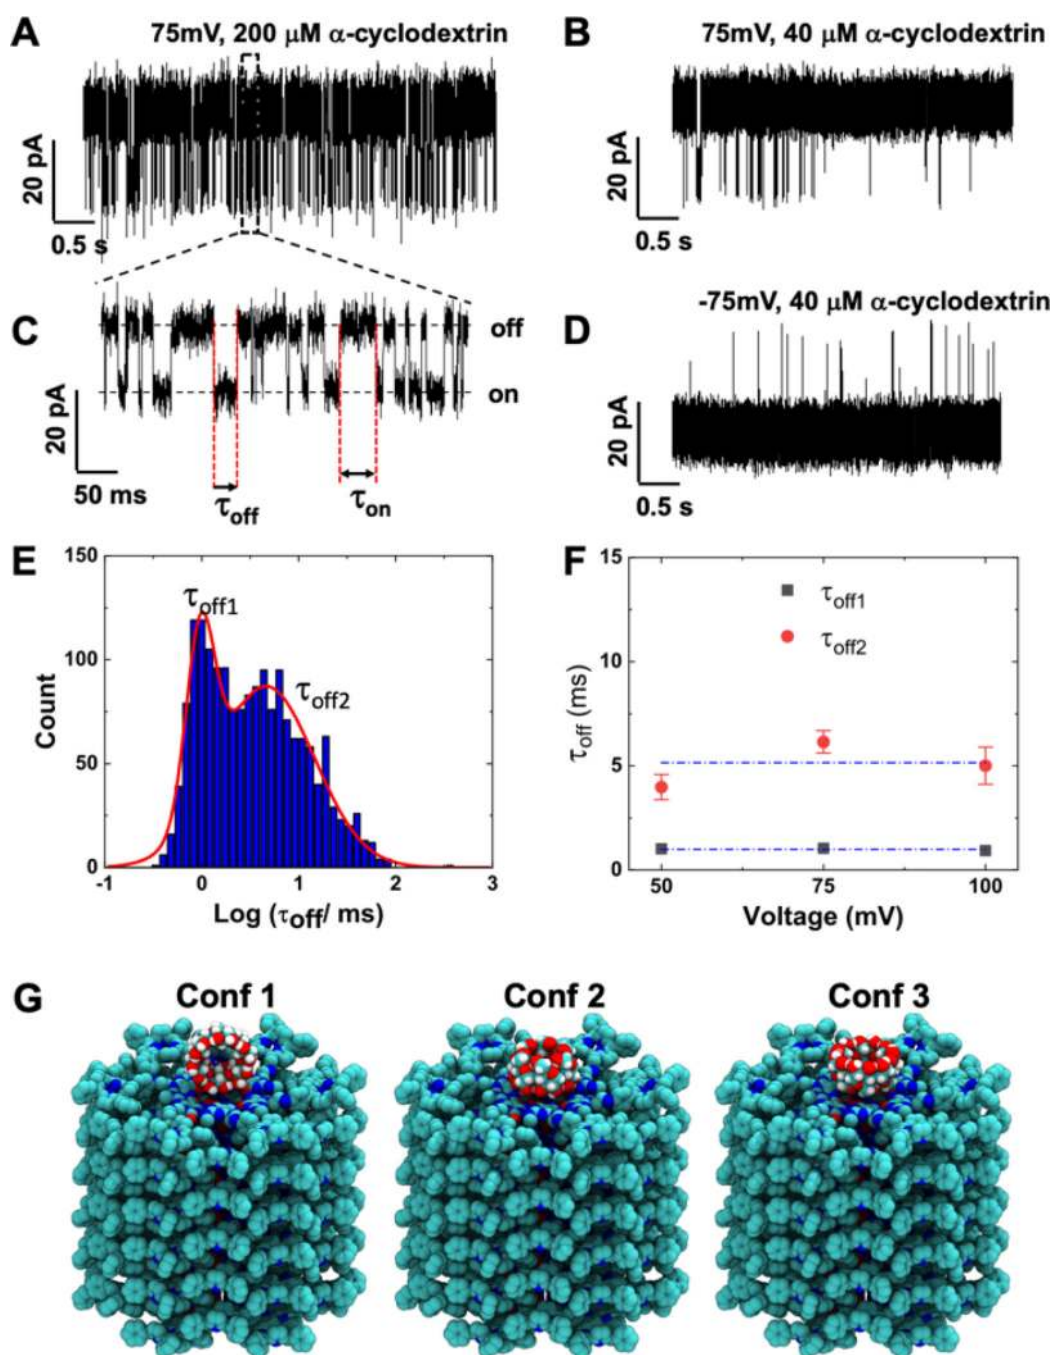 A
75mV, 200 μM α-cyclodextrin
20 pA
0.5 s
B
75mV, 40 μM α-cyclodextrin
20 pA
0.5 s
C
off
on
20 pA
50 ms
τoff
τon
D
-75mV, 40 μM α-cyclodextrin
20 pA
0.5 s
E
150
100
50
0
Count
τoff1
τoff2
-1 0 1 2 3
Log (τoff/ ms)
F
15
10
5
0
τoff (ms)
τoff1
τoff2
50 75 100
Voltage (mV)
G
Conf 1
Conf 2
Conf 3